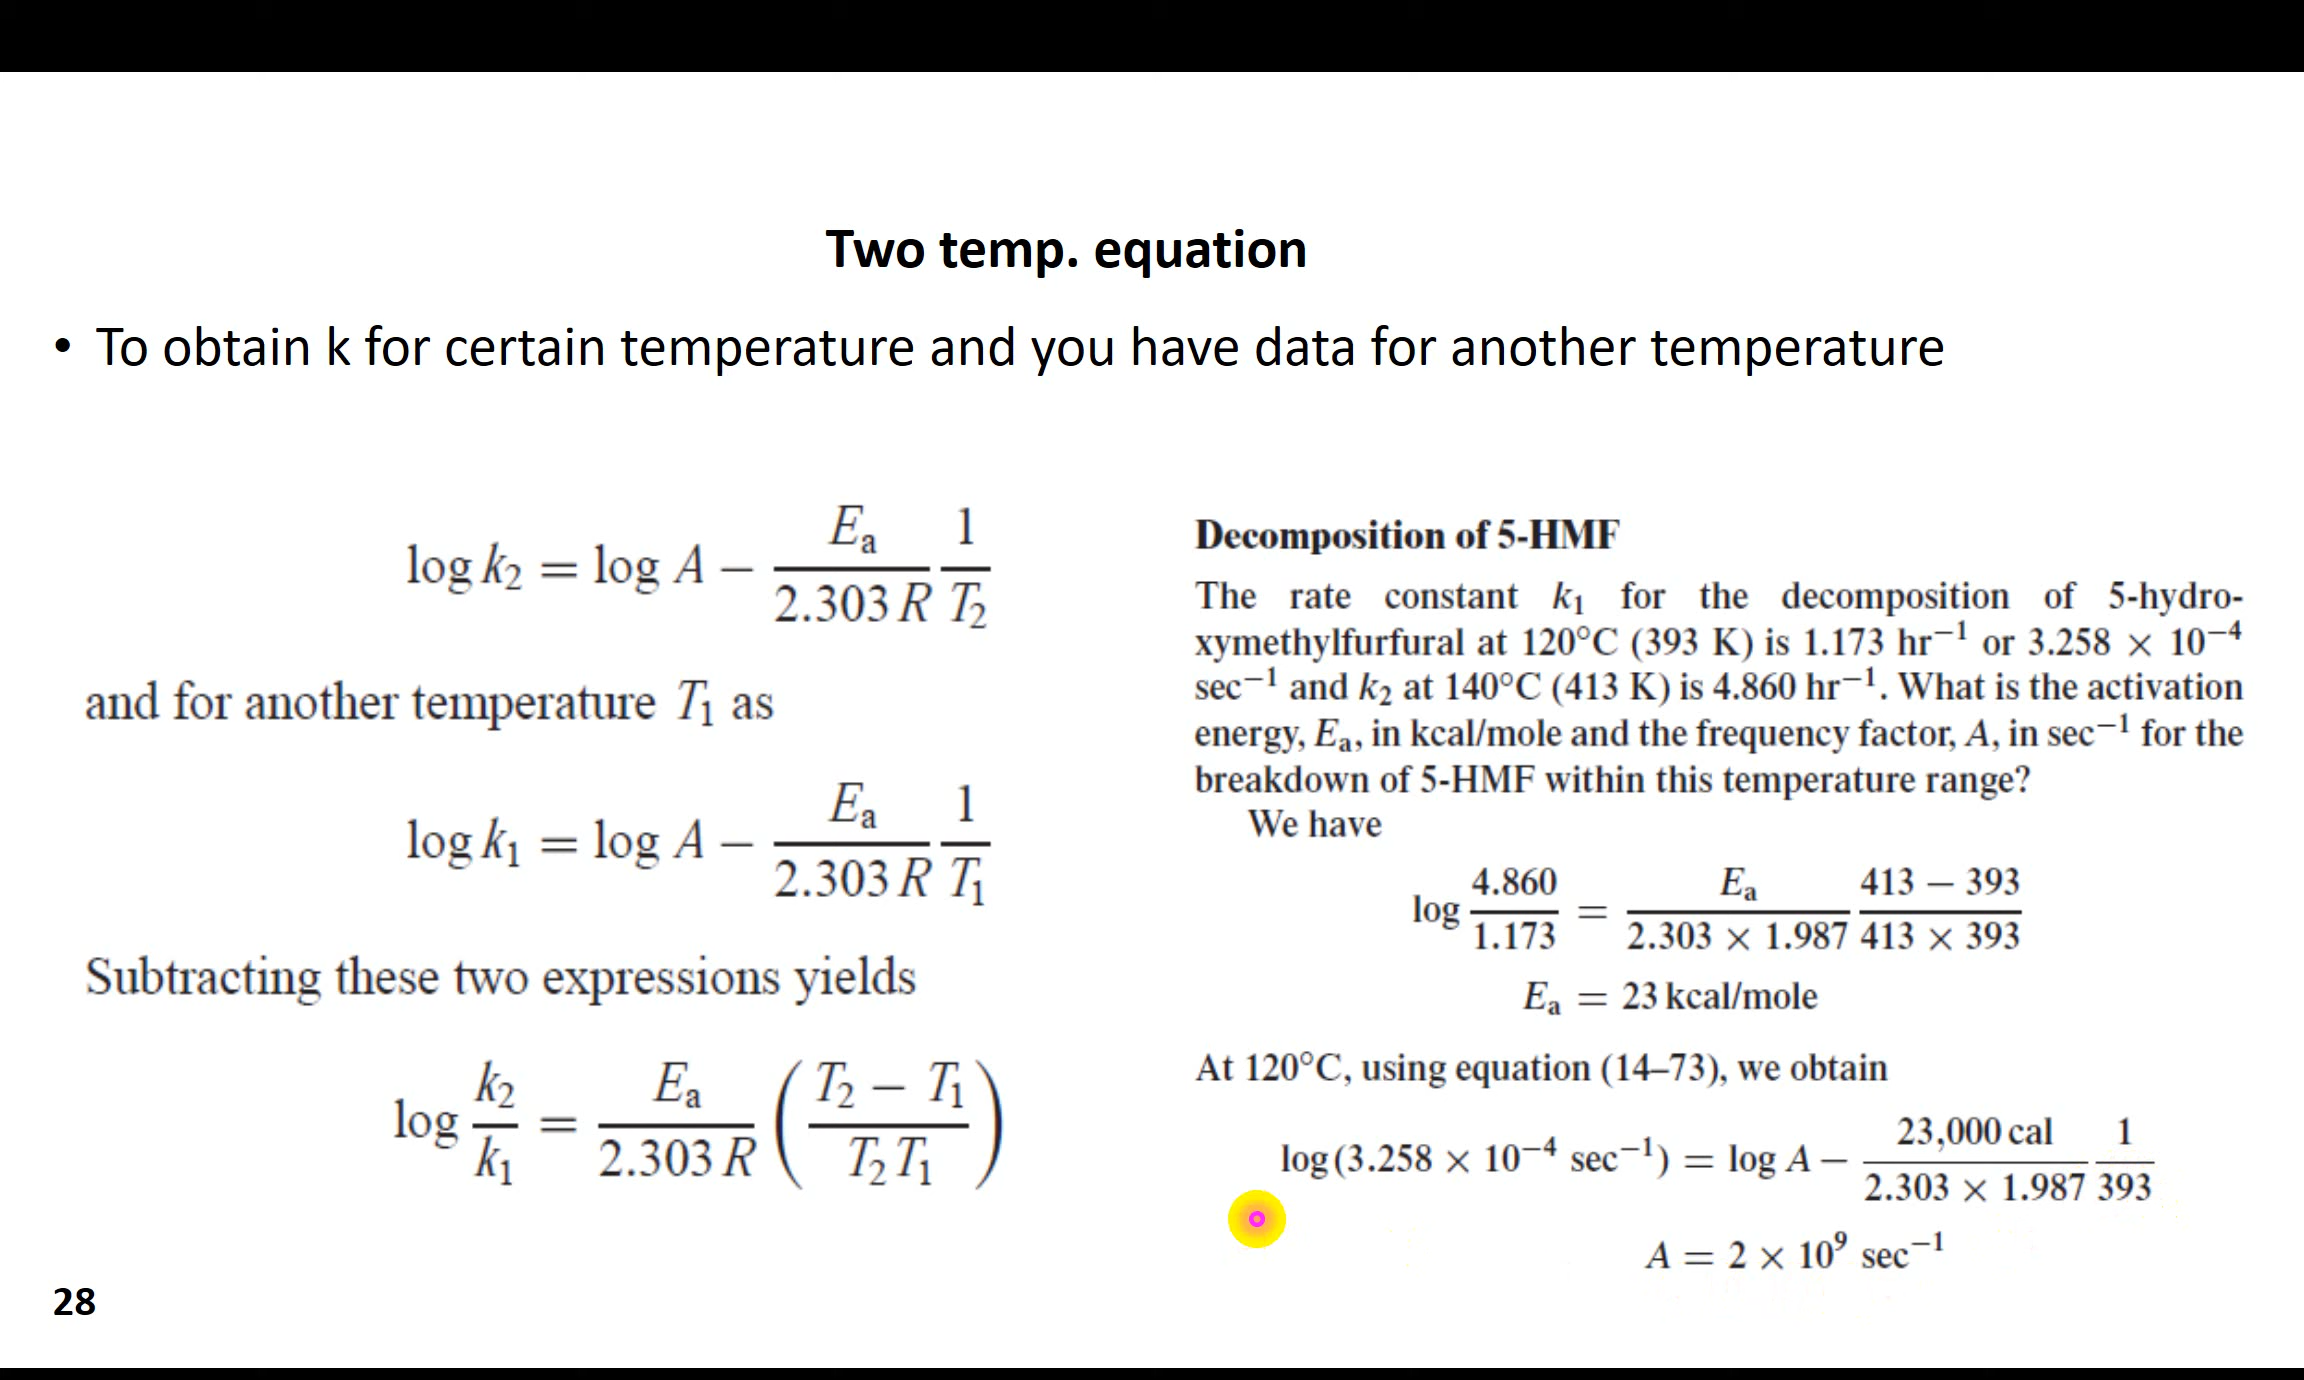 Two temp. equation
• To obtain k for certain temperature and you have data for another temperature
log k₂ = log A − Eₐ/2.303 R 1/T₂
and for another temperature T₁ as
log k₁ = log A − Eₐ/2.303 R 1/T₁
Subtracting these two expressions yields
log k₂/k₁ = Eₐ/2.303 R (T₂ − T₁/T₂T₁)
28
Decomposition of 5-HMF
The rate constant k₁ for the decomposition of 5-hydro-
xymethylfurfural at 120°C (393 K) is 1.173 hr⁻¹ or 3.258 × 10⁻⁴
sec⁻¹ and k₂ at 140°C (413 K) is 4.860 hr⁻¹. What is the activation
energy, Eₐ, in kcal/mole and the frequency factor, A, in sec⁻¹ for the
breakdown of 5-HMF within this temperature range?
We have
log 4.860/1.173 = Eₐ/2.303 × 1.987 413 − 393/413 × 393
Eₐ = 23 kcal/mole
At 120°C, using equation (14–73), we obtain
log (3.258 × 10⁻⁴ sec⁻¹) = log A − 23,000 cal/2.303 × 1.987 1/393
A = 2 × 10⁹ sec⁻¹